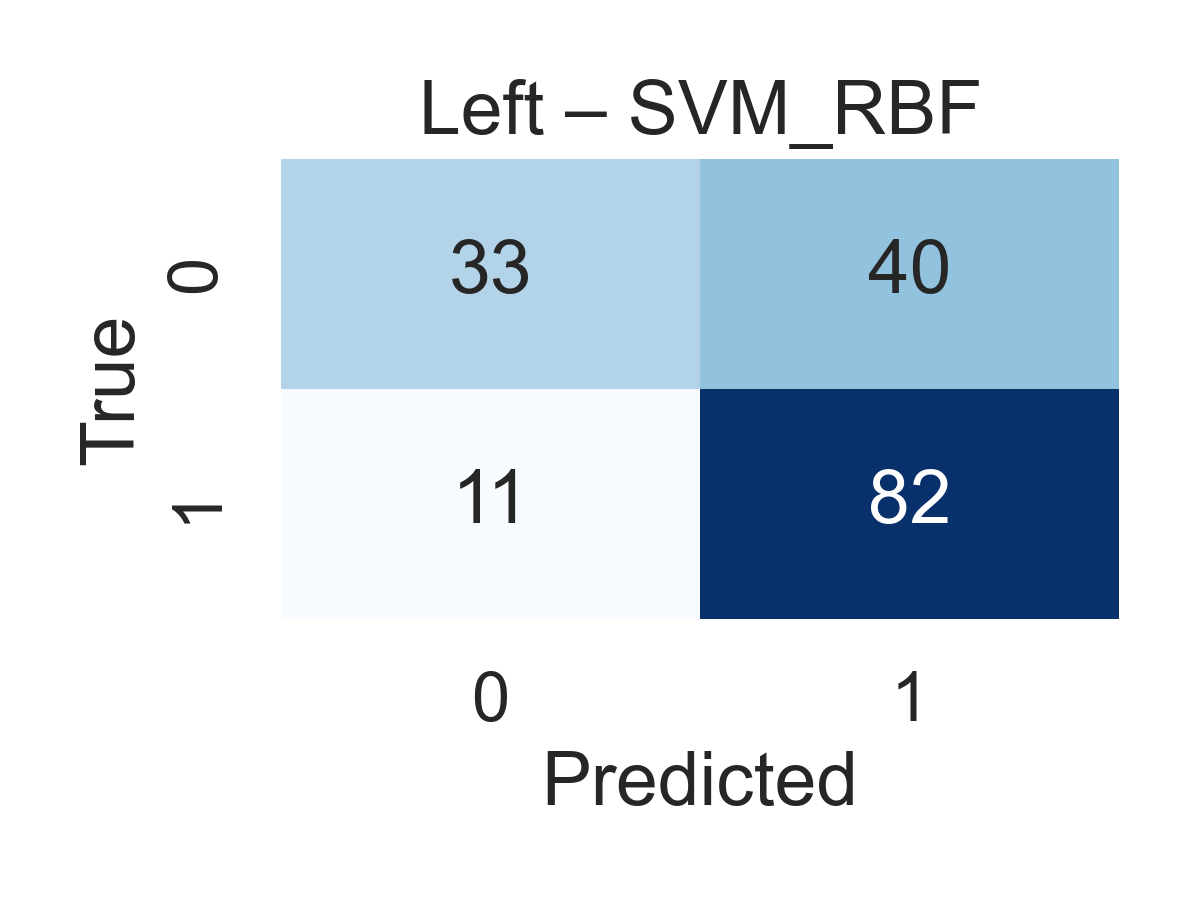 Left – SVM_RBF
33 40
0
True
11 82
1
0 1
Predicted